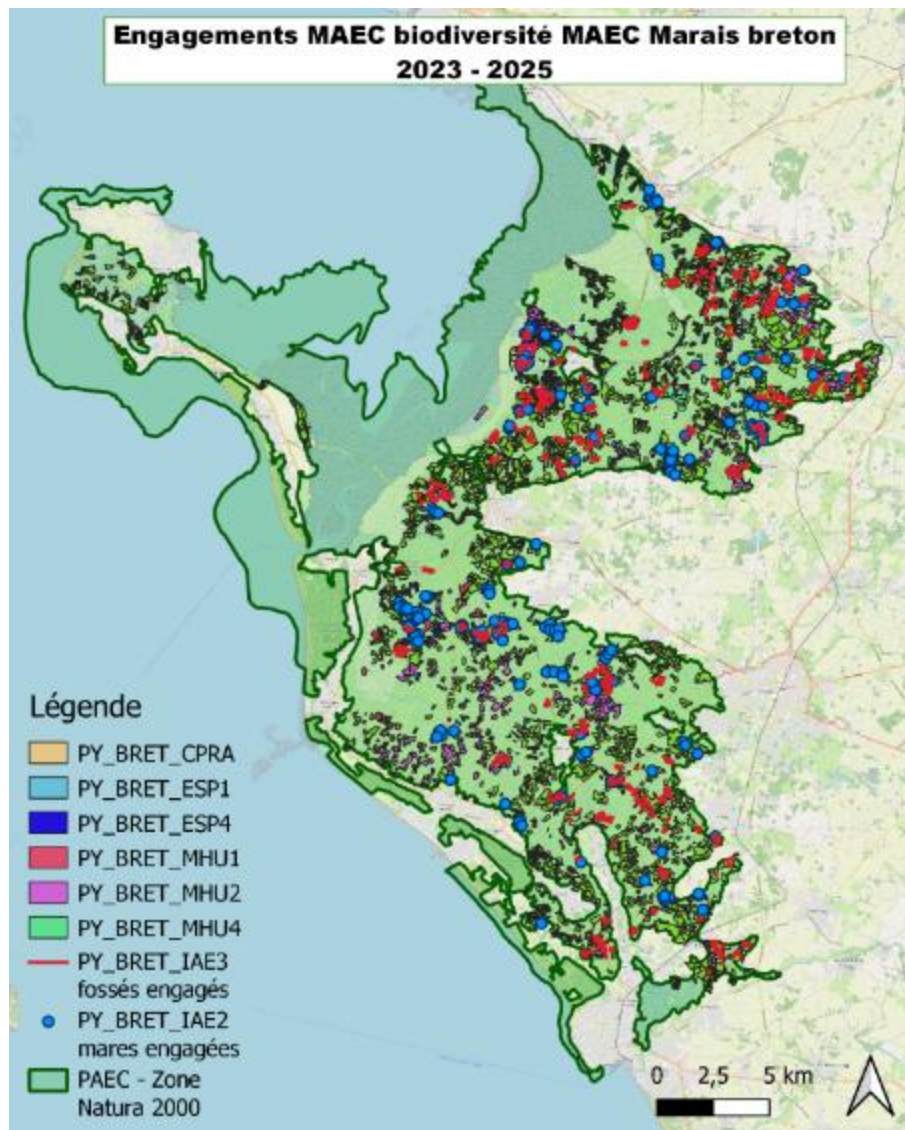 Engagements MAEC biodiversité MAEC Marais breton
2023 - 2025
Légende
PY_BRET_CPRA
PY_BRET_ESP1
PY_BRET_ESP4
PY_BRET_MHU1
PY_BRET_MHU2
PY_BRET_MHU4
PY_BRET_IAE3
fossés engagés
PY_BRET_IAE2
mares engagées
PAEC - Zone
Natura 2000
0 2,5 5 km